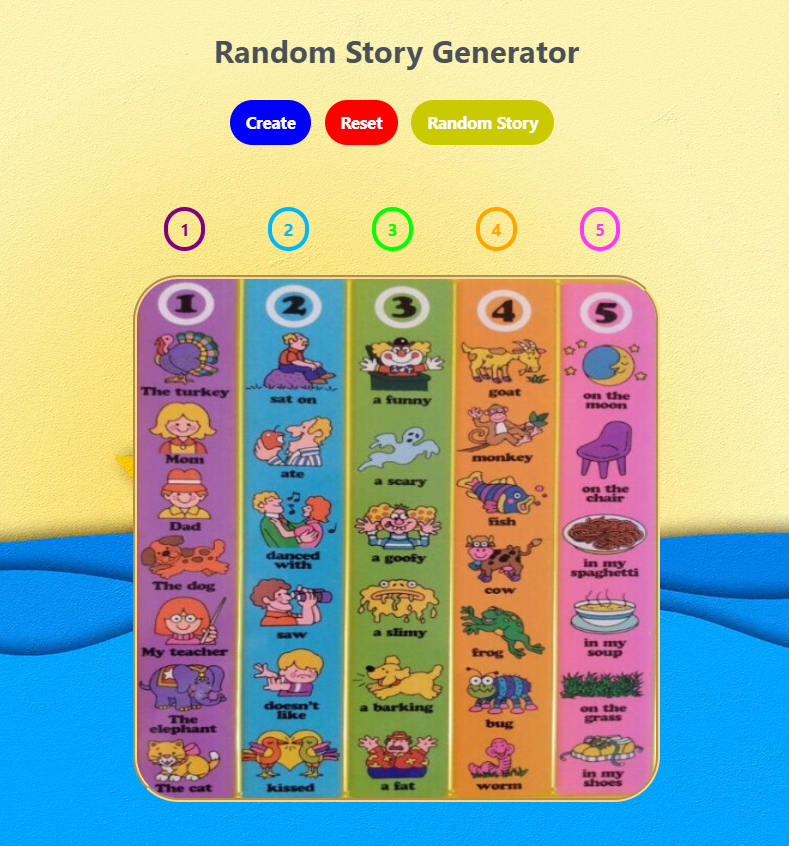 Random Story Generator
Create Reset Random Story
1 2 3 4 5
1 2 3 4 5
The turkey
Mom
Dad
The dog
My teacher
The
elephant
The cat
sat on
ate
danced
with
saw
doesn't
like
kissed
a funny
a scary
a goofy
a slimy
a barking
a fat
goat
monkey
fish
cow
frog
bug
worm
on the
moon
on the
chair
in my
spaghetti
in my
soup
on the
grass
in my
shoes